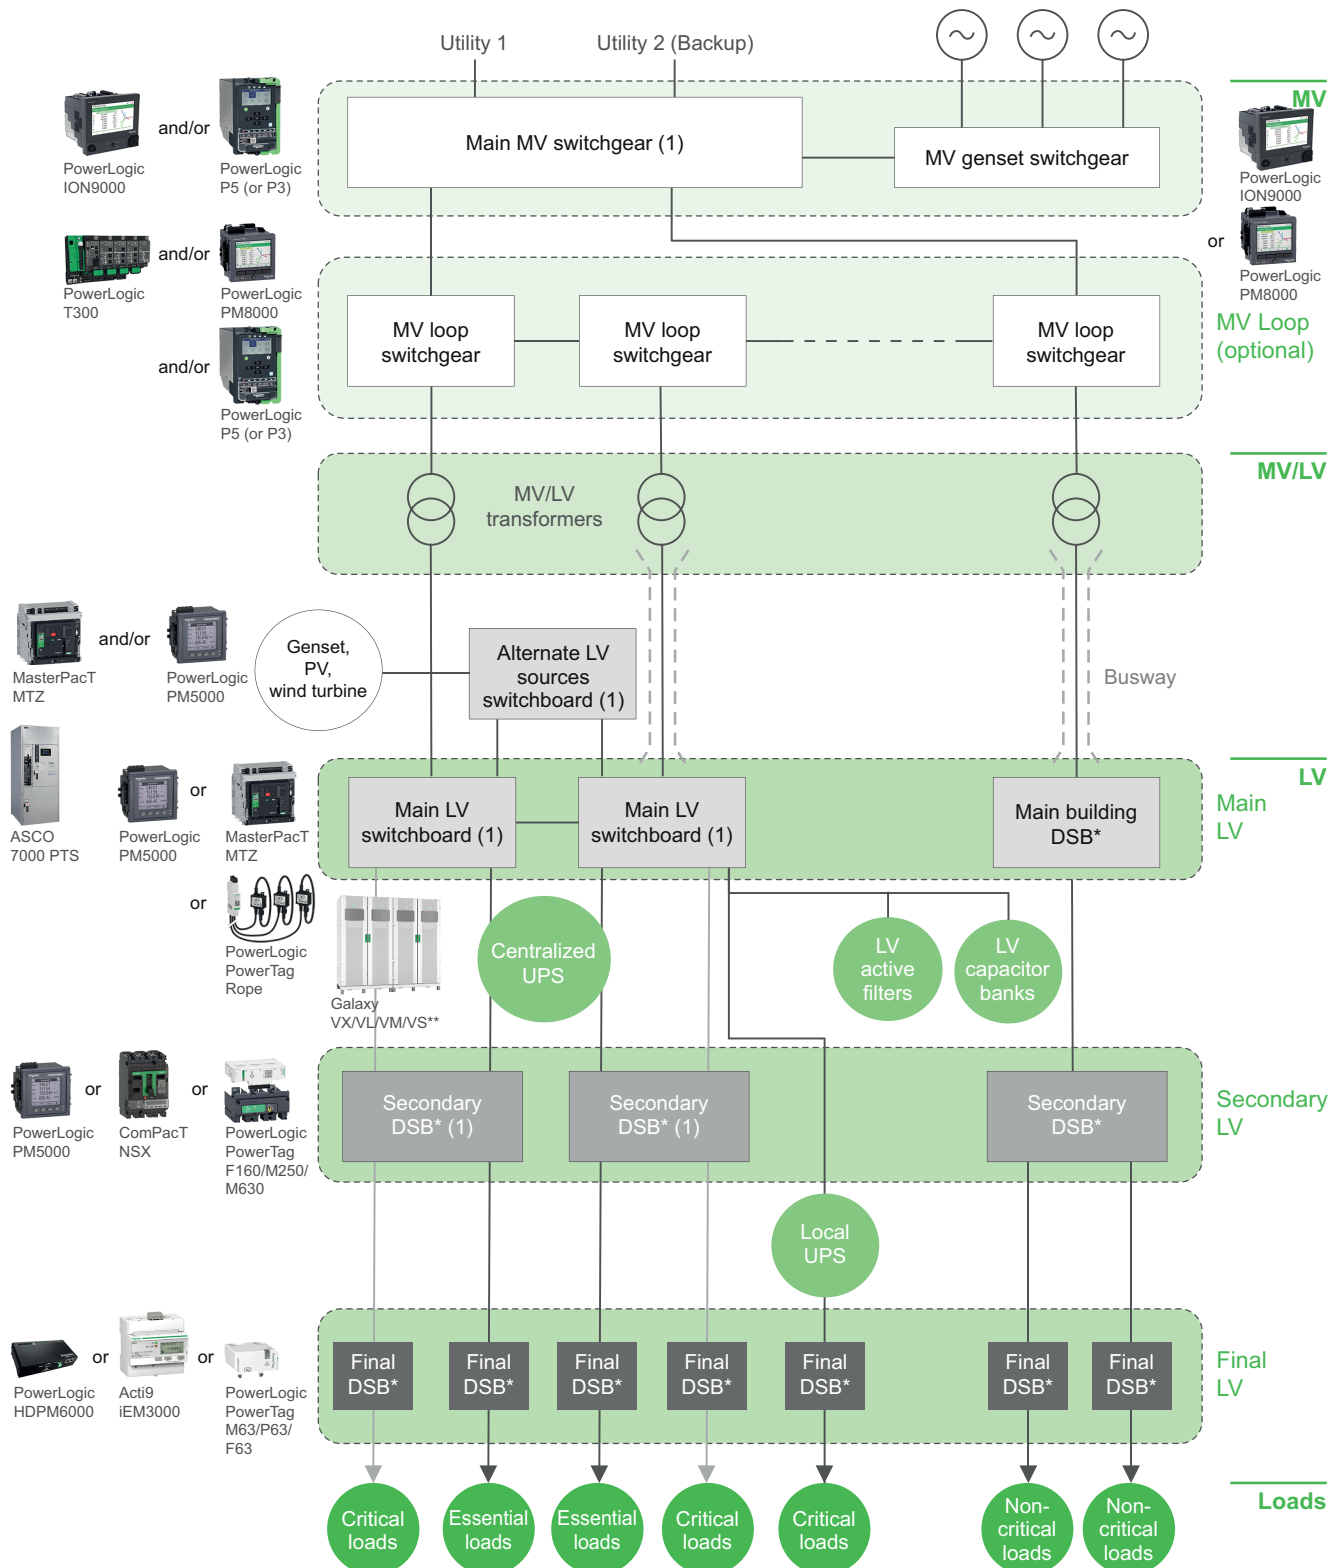 Utility 1
Utility 2 (Backup)
MV
and/or
PowerLogic
ION9000
PowerLogic
P5 (or P3)
Main MV switchgear (1)
MV genset switchgear
PowerLogic
ION9000
and/or
PowerLogic
T300
PowerLogic
PM8000
or
PowerLogic
PM8000
and/or
PowerLogic
P5 (or P3)
MV loop
switchgear
MV loop
switchgear
MV loop
switchgear
MV Loop
(optional)
MV/LV
MV/LV
transformers
and/or
MasterPacT
MTZ
PowerLogic
PM5000
Genset,
PV,
wind turbine
Alternate LV
sources
switchboard (1)
Busway
LV
ASCO
7000 PTS
PowerLogic
PM5000
or
MasterPacT
MTZ
Main LV
switchboard (1)
Main LV
switchboard (1)
Main building
DSB*
Main
LV
or
PowerLogic
PowerTag
Rope
Galaxy
VX/VL/VM/VS**
Centralized
UPS
LV
active
filters
LV
capacitor
banks
PowerLogic
PM5000
or
ComPacT
NSX
or
PowerLogic
PowerTag
F160/M250/
M630
Secondary
DSB* (1)
Secondary
DSB* (1)
Secondary
DSB*
Secondary
LV
Local
UPS
PowerLogic
HDPM6000
or
Acti9
iEM3000
or
PowerLogic
PowerTag
M63/P63/
F63
Final
DSB*
Final
DSB*
Final
DSB*
Final
DSB*
Final
DSB*
Final
DSB*
Final
DSB*
Final
LV
Loads
Critical
loads
Essential
loads
Essential
loads
Critical
loads
Critical
loads
Non-
critical
loads
Non-
critical
loads